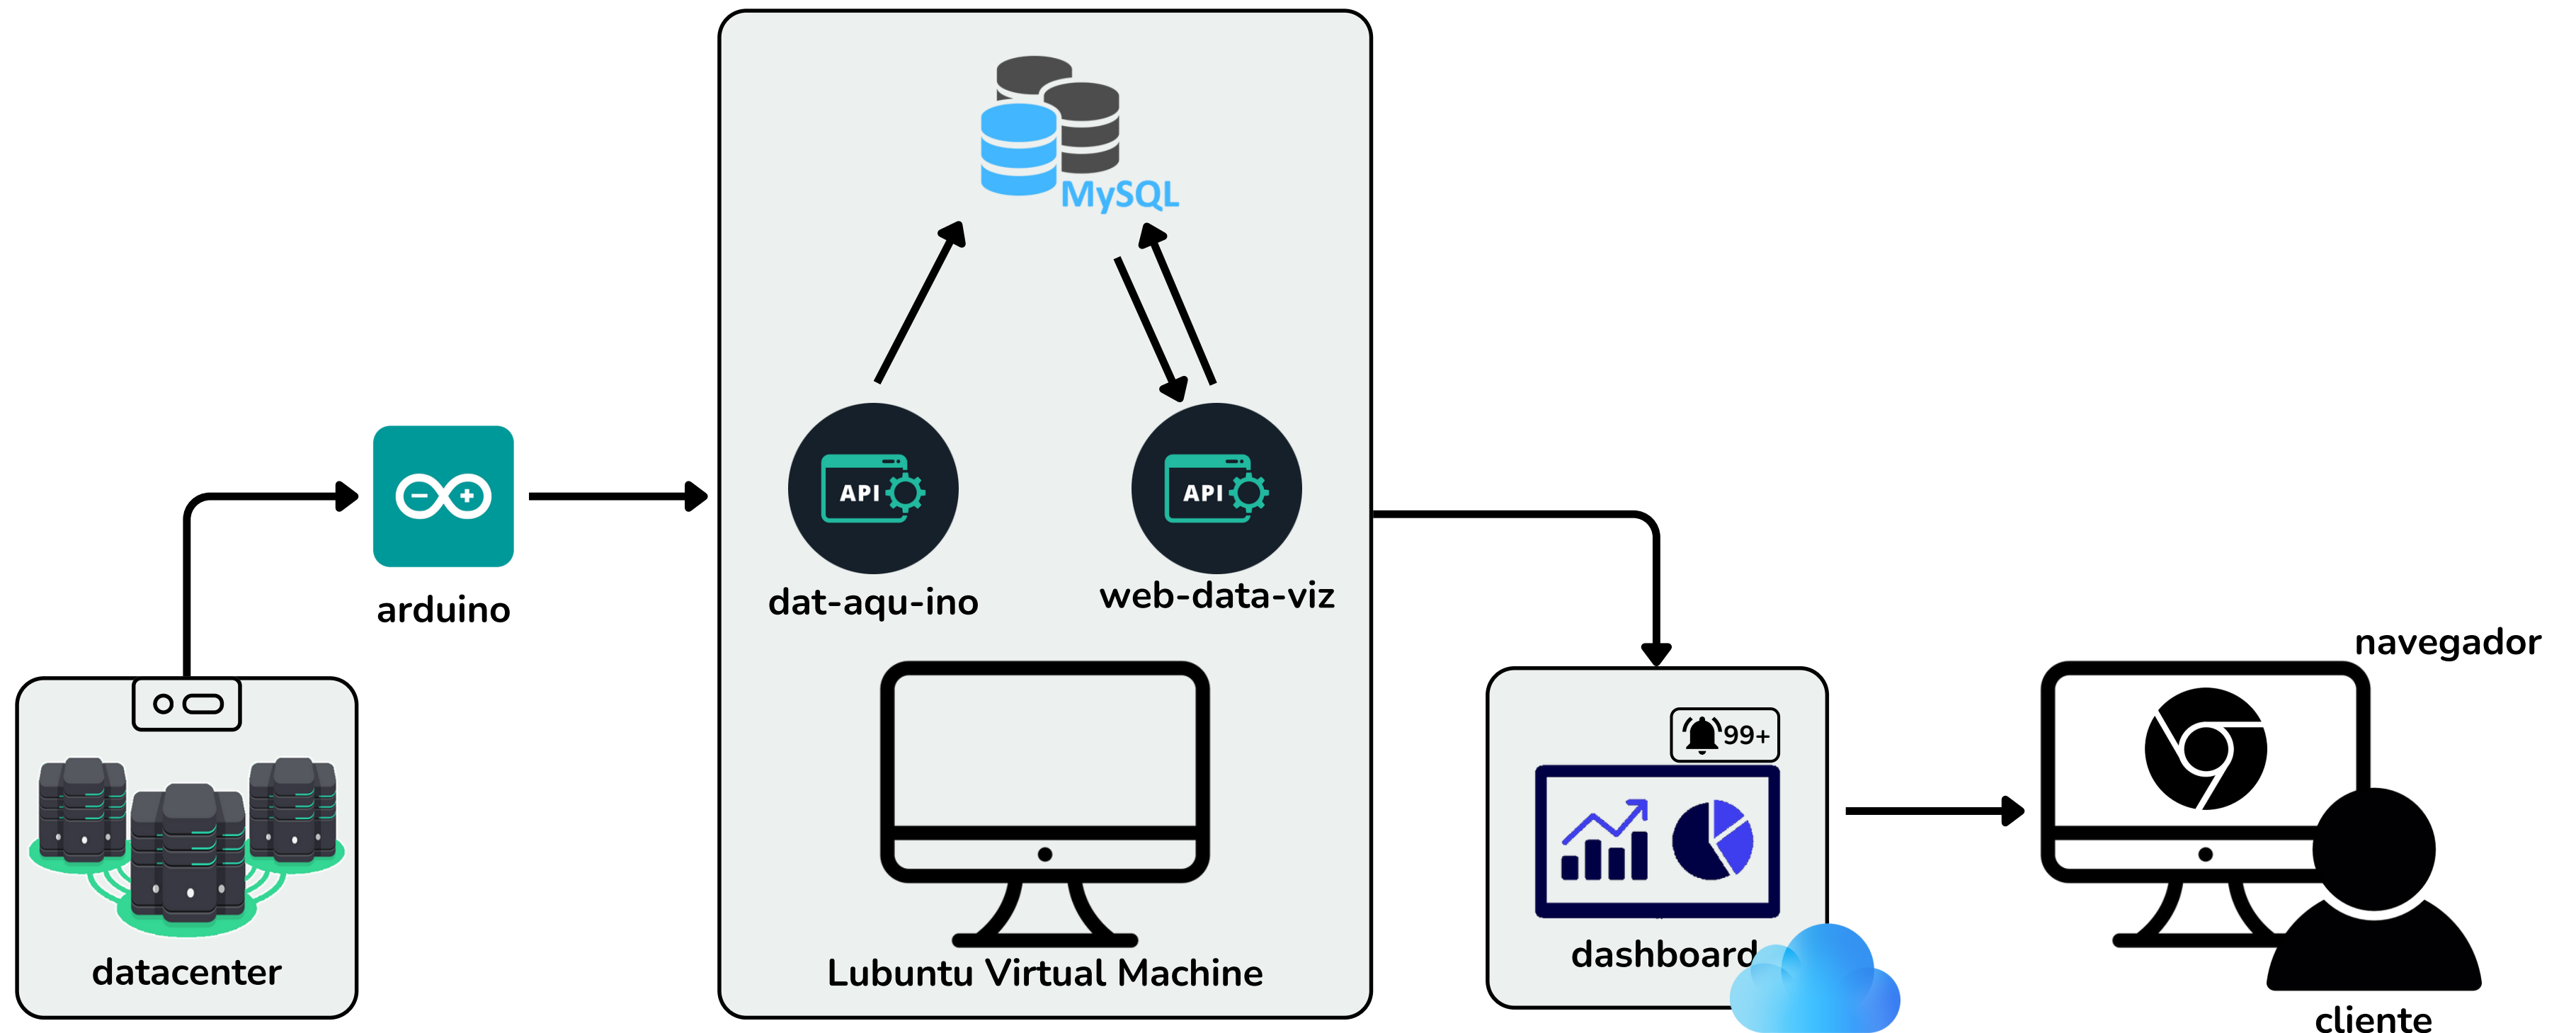 MySQL
API
API
dat-aqu-ino
web-data-viz
arduino
datacenter
Lubuntu Virtual Machine
99+
dashboard
navegador
cliente